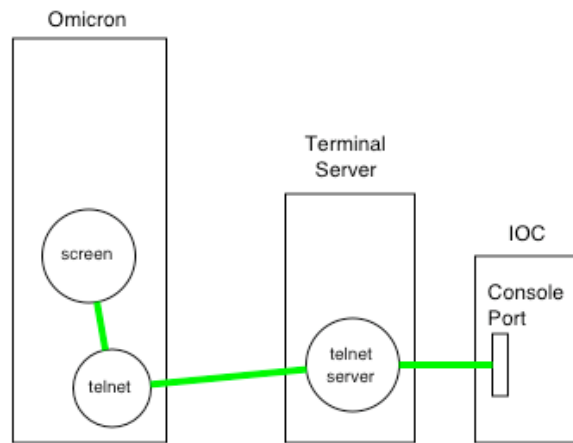 Omicron
Terminal
Server
IOC
screen
Console
Port
telnet
server
telnet